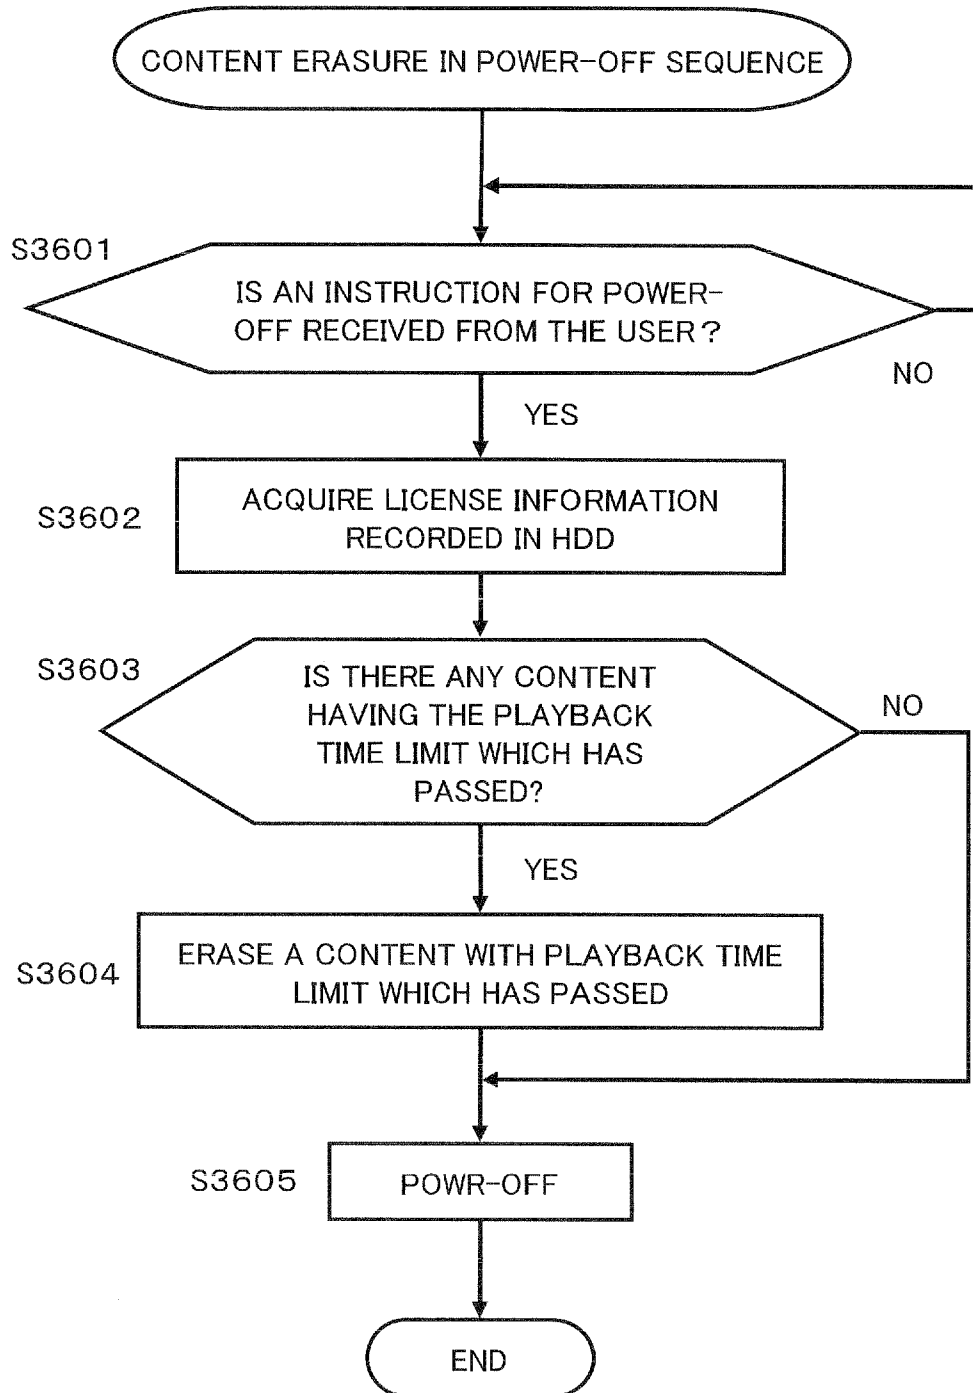 CONTENT ERASURE IN POWER-OFF SEQUENCE
S3601
IS AN INSTRUCTION FOR POWER-
OFF RECEIVED FROM THE USER?
NO
YES
S3602
ACQUIRE LICENSE INFORMATION
RECORDED IN HDD
S3603
IS THERE ANY CONTENT
HAVING THE PLAYBACK
TIME LIMIT WHICH HAS
PASSED?
NO
YES
S3604
ERASE A CONTENT WITH PLAYBACK TIME
LIMIT WHICH HAS PASSED
S3605
POWR-OFF
END